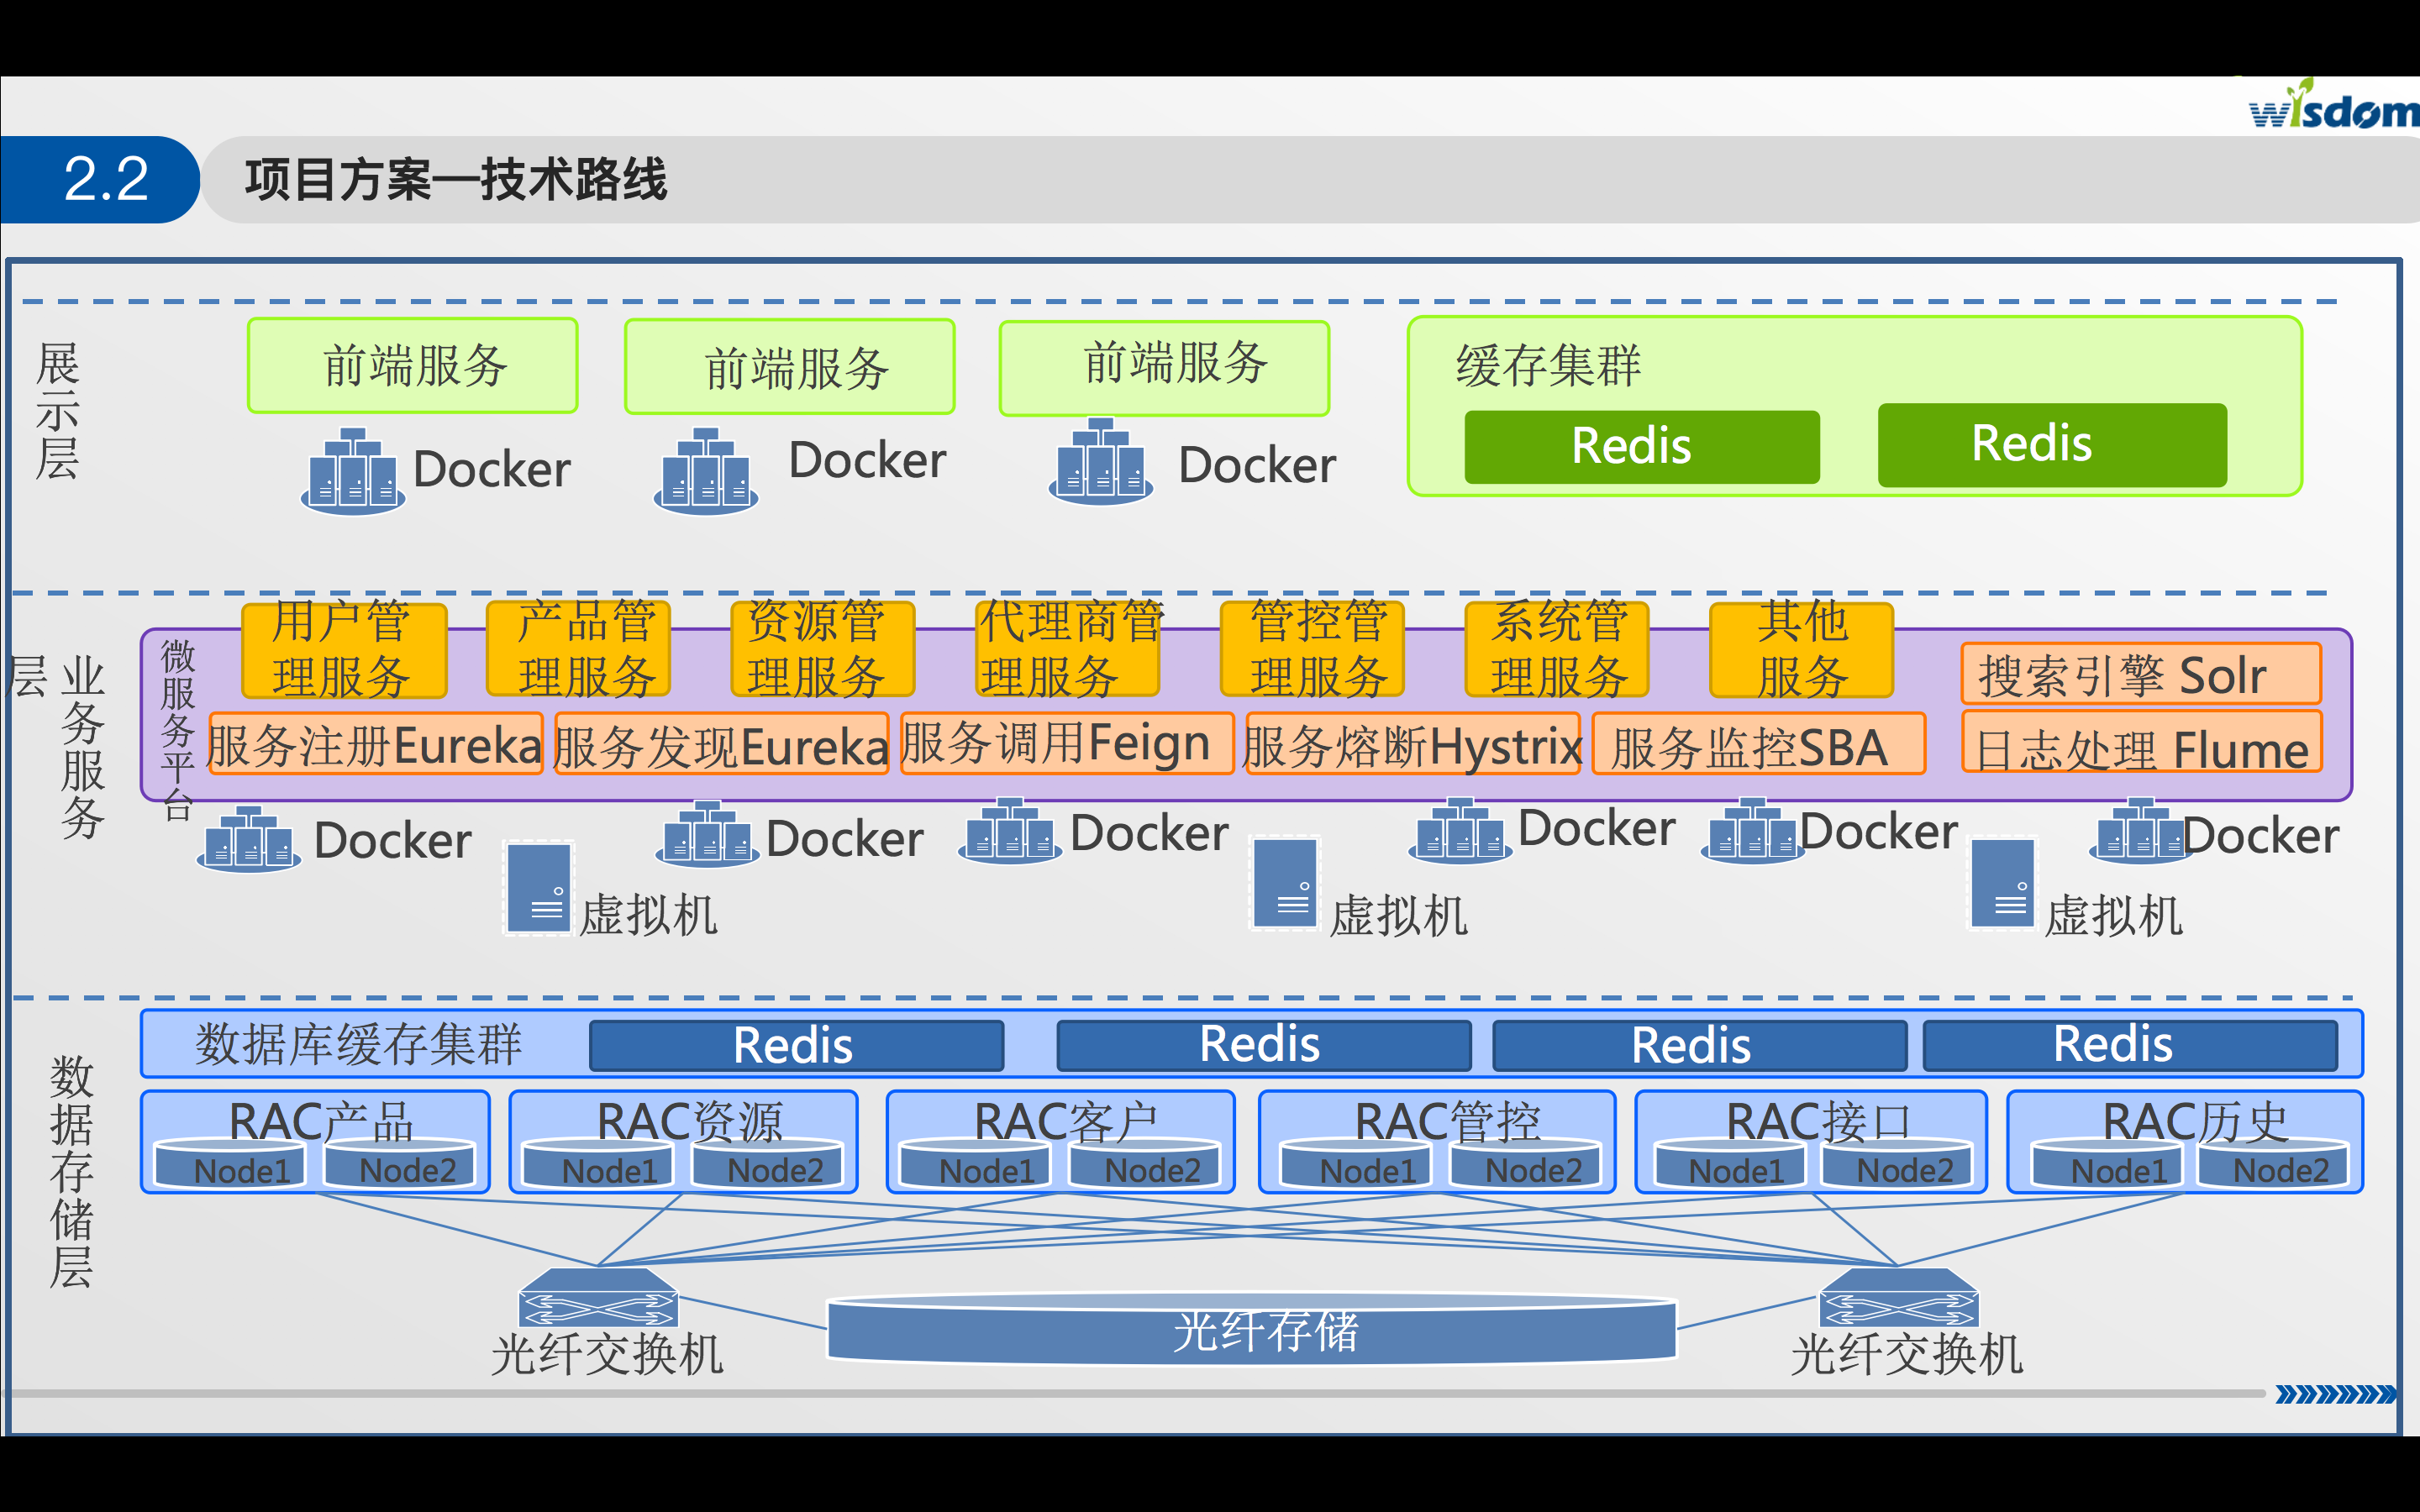 wisdom
2.2
项目方案—技术路线
展示层
前端服务
前端服务
前端服务
缓存集群
Redis
Redis
Docker
Docker
Docker
业务服务层
微服务平台
用户管
理服务
产品管
理服务
资源管
理服务
代理商管
理服务
管控管
理服务
系统管
理服务
其他
服务
搜索引擎 Solr
服务注册Eureka
服务发现Eureka
服务调用Feign
服务熔断Hystrix
服务监控SBA
日志处理 Flume
Docker
Docker
Docker
Docker
Docker
Docker
虚拟机
虚拟机
虚拟机
数据存储层
数据库缓存集群
Redis
Redis
Redis
Redis
RAC产品
Node1
Node2
RAC资源
Node1
Node2
RAC客户
Node1
Node2
RAC管控
Node1
Node2
RAC接口
Node1
Node2
RAC历史
Node1
Node2
光纤交换机
光纤存储
光纤交换机